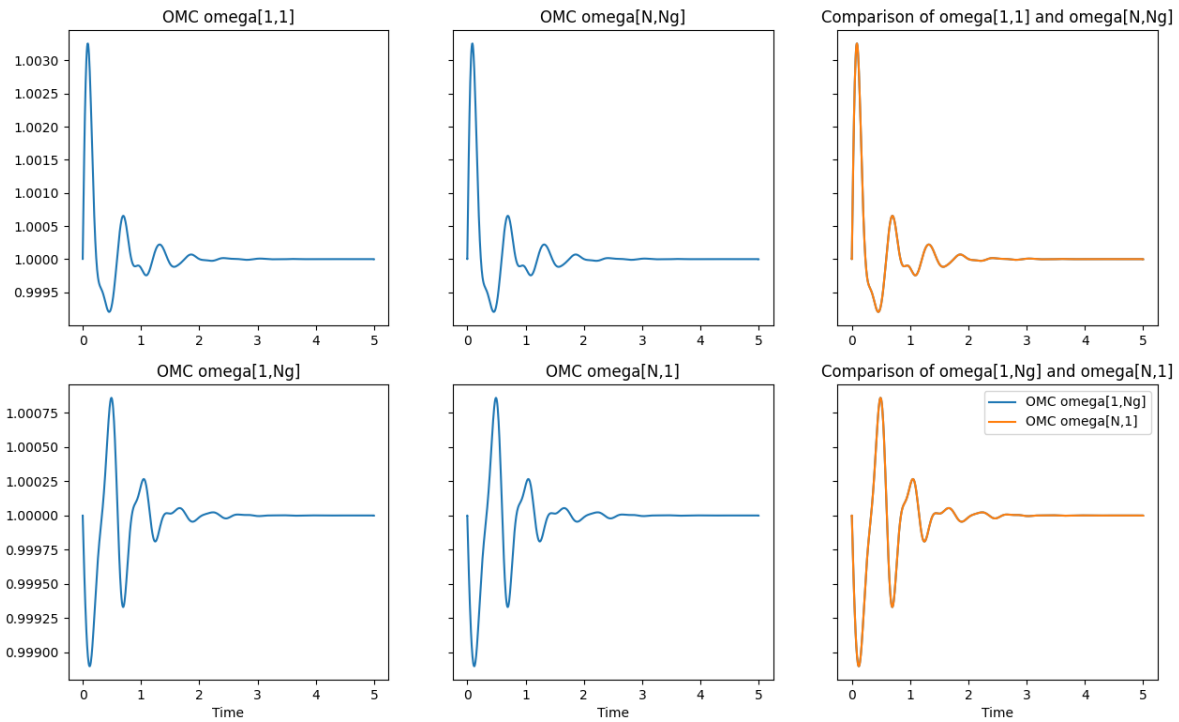 OMC omega[1,1]
OMC omega[N,Ng]
Comparison of omega[1,1] and omega[N,Ng]
1.0030
1.0025
1.0020
1.0015
1.0010
1.0005
1.0000
0.9995
0 1 2 3 4 5
0 1 2 3 4 5
0 1 2 3 4 5
OMC omega[1,Ng]
OMC omega[N,1]
Comparison of omega[1,Ng] and omega[N,1]
1.00075
1.00050
1.00025
1.00000
0.99975
0.99950
0.99925
0.99900
OMC omega[1,Ng]
OMC omega[N,1]
0 1 2 3 4 5
0 1 2 3 4 5
0 1 2 3 4 5
Time
Time
Time